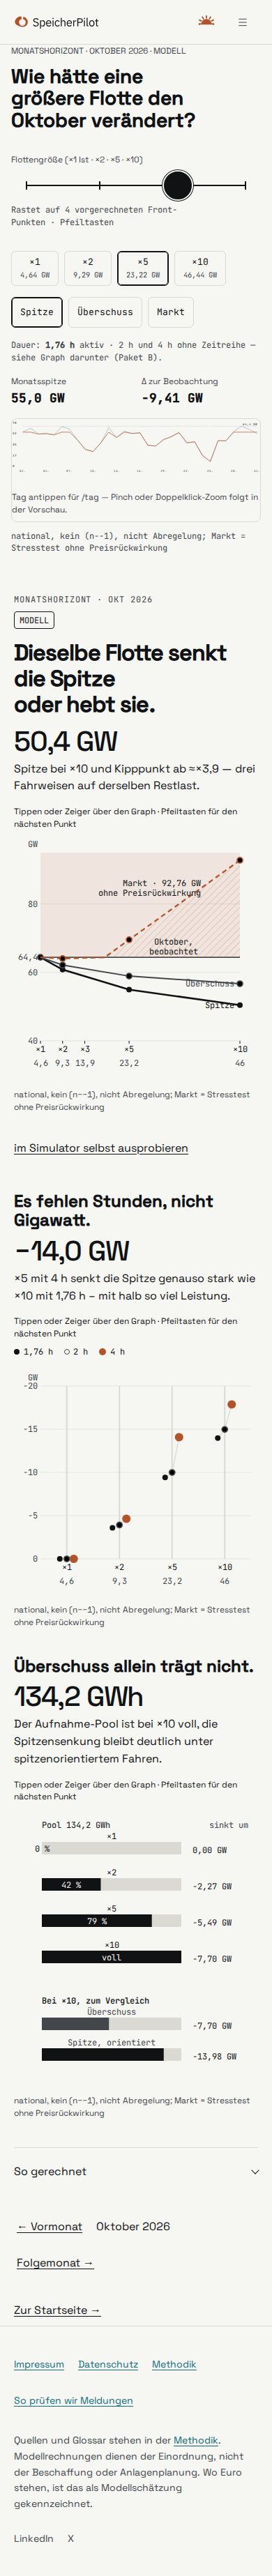 SpeicherPilot
MONATSHORIZONT · OKTOBER 2026 · MODELL
Wie hätte eine
größere Flotte den
Oktober verändert?
Flottengröße (×1 Ist · ×2 · ×5 · ×10)
Rastet auf 4 vorgerechneten Front-
Punkten · Pfeiltasten
×1 ×2 ×5 ×10
4,64 GW 9,29 GW 23,22 GW 46,44 GW
Spitze Überschuss Markt
Dauer: 1,76 h aktiv · 2 h und 4 h ohne Zeitreihe —
siehe Graph darunter (Paket B).
Monatsspitze Δ zur Beobachtung
55,0 GW -9,41 GW
Tag antippen für /tag — Pinch oder Doppelklick-Zoom folgt in
der Vorschau.
national, kein (n--1), nicht Abregelung; Markt =
Stresstest ohne Preisrückwirkung
MONATSHORIZONT · OKT 2026
MODELL
Dieselbe Flotte senkt
die Spitze
oder hebt sie.
50,4 GW
Spitze bei ×10 und Kipppunkt ab ≈×3,9 — drei
Fahrweisen auf derselben Restlast.
Tippen oder Zeiger über den Graph · Pfeiltasten für den
nächsten Punkt
GW
Markt · 92,76 GW
ohne Preisrückwirkung
80
Oktober,
beobachtet
64,4
60
Überschuss
Spitze
40
×1 ×2 ×3 ×5 ×10
4,6 9,3 13,9 23,2 46
national, kein (n--1), nicht Abregelung; Markt = Stresstest
ohne Preisrückwirkung
im Simulator selbst ausprobieren
Es fehlen Stunden, nicht
Gigawatt.
−14,0 GW
×5 mit 4 h senkt die Spitze genauso stark wie
×10 mit 1,76 h – mit halb so viel Leistung.
Tippen oder Zeiger über den Graph · Pfeiltasten für den
nächsten Punkt
1,76 h 2 h 4 h
GW
-20
-15
-10
-5
0
×1 ×2 ×5 ×10
4,6 9,3 23,2 46
national, kein (n--1), nicht Abregelung; Markt = Stresstest
ohne Preisrückwirkung
Überschuss allein trägt nicht.
134,2 GWh
Der Aufnahme-Pool ist bei ×10 voll, die
Spitzensenkung bleibt deutlich unter
spitzenorientiertem Fahren.
Tippen oder Zeiger über den Graph · Pfeiltasten für den
nächsten Punkt
Pool 134,2 GWh sinkt um
×1
0 % 0,00 GW
×2
42 % -2,27 GW
×5
79 % -5,49 GW
×10
voll -7,70 GW
Bei ×10, zum Vergleich
Überschuss
-7,70 GW
Spitze, orientiert
-13,98 GW
national, kein (n--1), nicht Abregelung; Markt = Stresstest
ohne Preisrückwirkung
So gerechnet
← Vormonat Oktober 2026
Folgemonat →
Zur Startseite →
Impressum Datenschutz Methodik
So prüfen wir Meldungen
Quellen und Glossar stehen in der Methodik.
Modellrechnungen dienen der Einordnung, nicht
der Beschaffung oder Anlagenplanung. Wo Euro
stehen, ist das als Modellschätzung
gekennzeichnet.
LinkedIn X